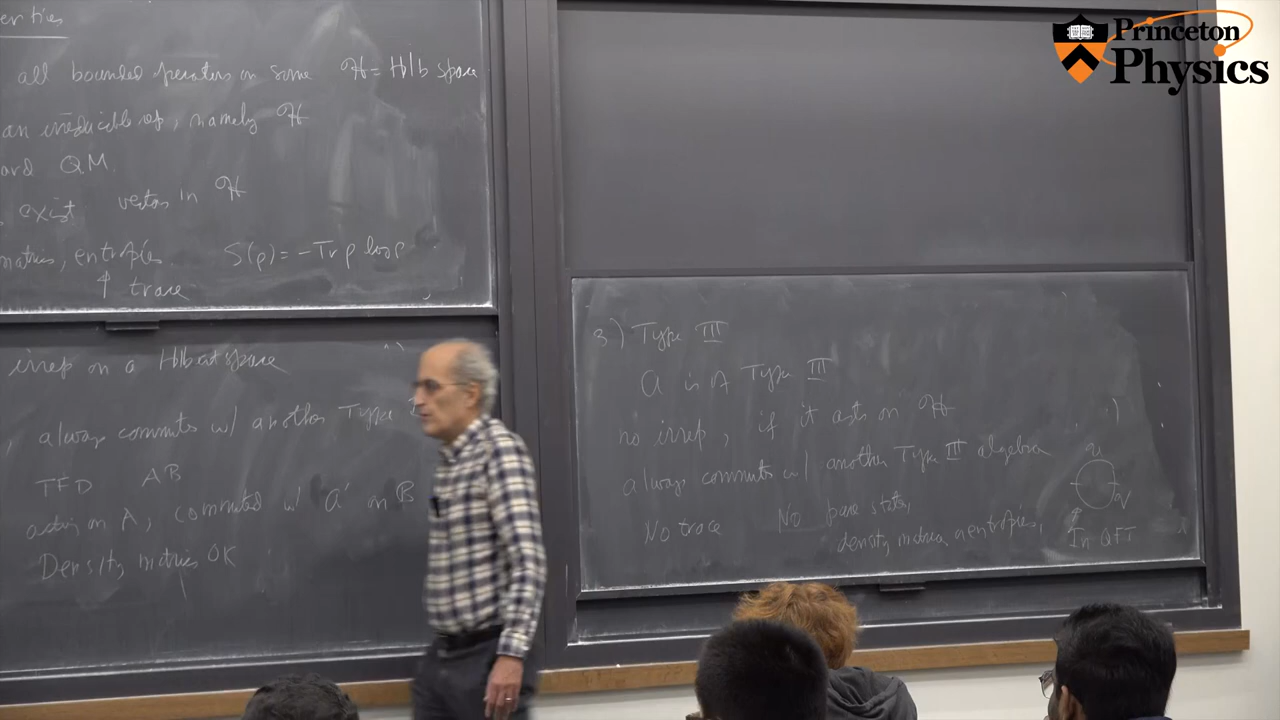 Princeton
Physics
erties
all bounded operators on some ℋ = Hilb space
an irreducible rep, namely ℋ
ard QM.
exist vectors in ℋ
matrices, entropies. S(ρ) = -Tr ρ log ρ
↑ trace
irrep on a Hilbert space
, always commutes w/ another Type
TFD AB
acting on A, commuted w/ A' on B
Density matrices OK
3) Type III
a is A Type III
no irrep, if it acts on ℋ
always commutes w/ another Type III algebra
No trace No pure states,
density matrices, entropies,
U
V
↑
In QFT